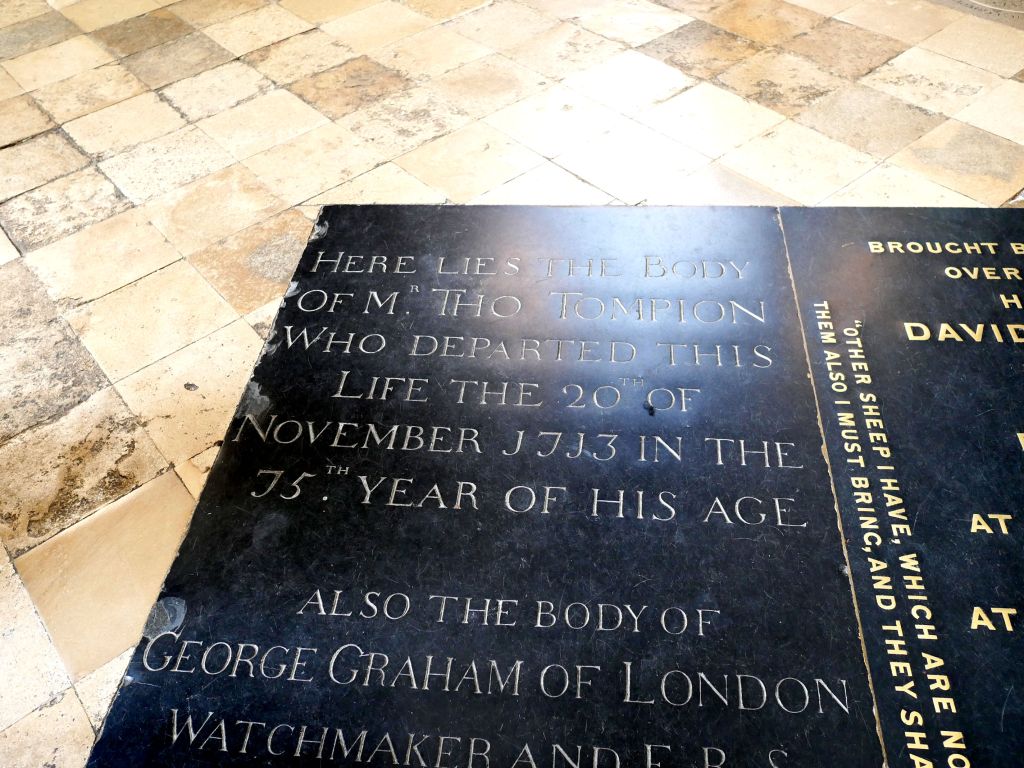 HERE LIES THE BODY
OF MR. THO TOMPION
WHO DEPARTED THIS
LIFE THE 20TH OF
NOVEMBER 1713 IN THE
75TH. YEAR OF HIS AGE
ALSO THE BODY OF
GEORGE GRAHAM OF LONDON
WATCHMAKER AND F. R. S.
BROUGHT
OVER
DAVID
"OTHER SHEEP I HAVE, WHICH ARE
THEM ALSO I MUST BRING, AND THEY
AT
AT